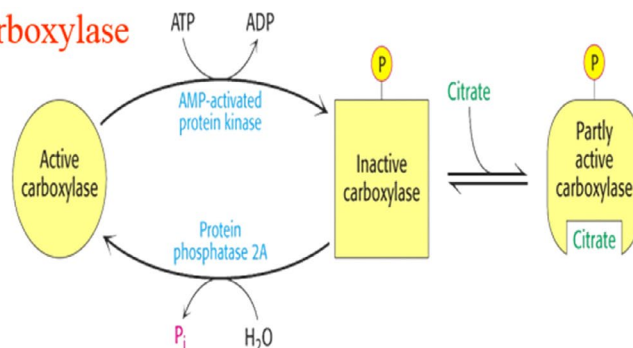 rboxylase
ATP
ADP
AMP-activated
protein kinase
Active
carboxylase
P
Inactive
carboxylase
Citrate
P
Partly
active
carboxylase
Citrate
Protein
phosphatase 2A
Pi
H₂O